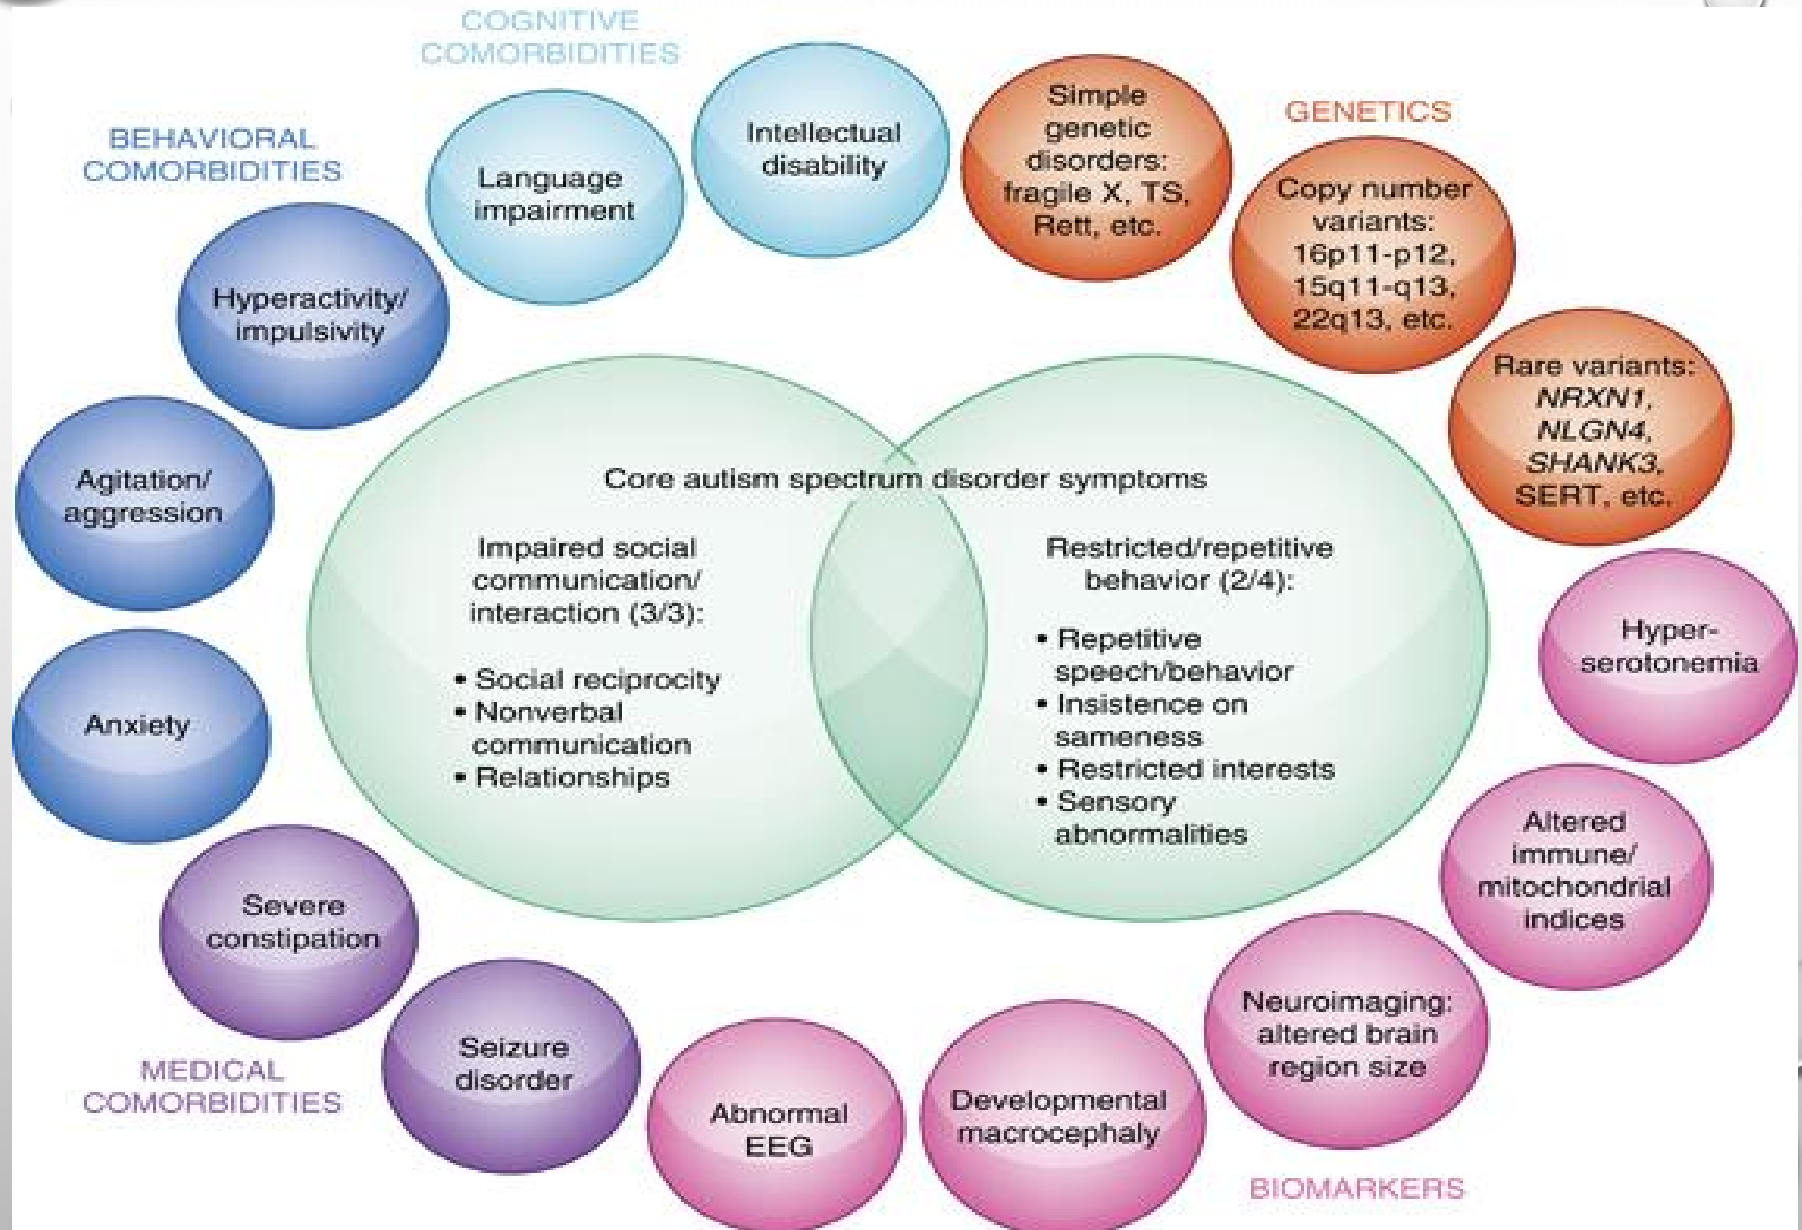 COGNITIVE
COMORBIDITIES
BEHAVIORAL
COMORBIDITIES
GENETICS
Language
impairment
Intellectual
disability
Simple
genetic
disorders:
fragile X, TS,
Rett, etc.
Copy number
variants:
16p11-p12,
15q11-q13,
22q13, etc.
Rare variants:
NRXN1,
NLGN4,
SHANK3,
SERT, etc.
Hyperactivity/
impulsivity
Agitation/
aggression
Anxiety
Core autism spectrum disorder symptoms
Impaired social
communication/
interaction (3/3):
• Social reciprocity
• Nonverbal
communication
• Relationships
Restricted/repetitive
behavior (2/4):
• Repetitive
speech/behavior
• Insistence on
sameness
• Restricted interests
• Sensory
abnormalities
Hyper-
serotonemia
Altered
immune/
mitochondrial
indices
Neuroimaging:
altered brain
region size
Developmental
macrocephaly
Abnormal
EEG
Severe
constipation
Seizure
disorder
MEDICAL
COMORBIDITIES
BIOMARKERS